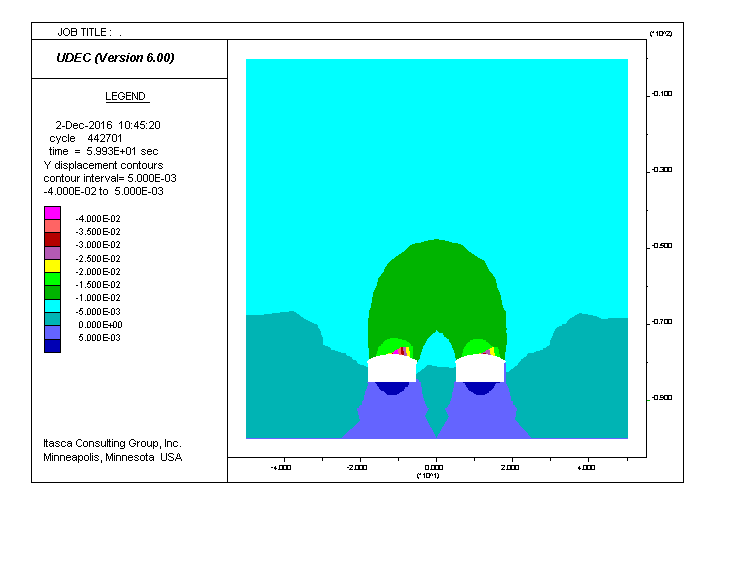 JOB TITLE : .
(*10^2)
UDEC (Version 6.00)
LEGEND
2-Dec-2016 10:45:20
cycle 442701
time = 5.993E+01 sec
Y displacement contours
contour interval= 5.000E-03
-4.000E-02 to 5.000E-03
-4.000E-02
-3.500E-02
-3.000E-02
-2.500E-02
-2.000E-02
-1.500E-02
-1.000E-02
-5.000E-03
0.000E+00
5.000E-03
Itasca Consulting Group, Inc.
Minneapolis, Minnesota USA
-0.100
-0.300
-0.500
-0.700
-0.900
-4.000
-2.000
0.000
2.000
4.000
(*10^1)